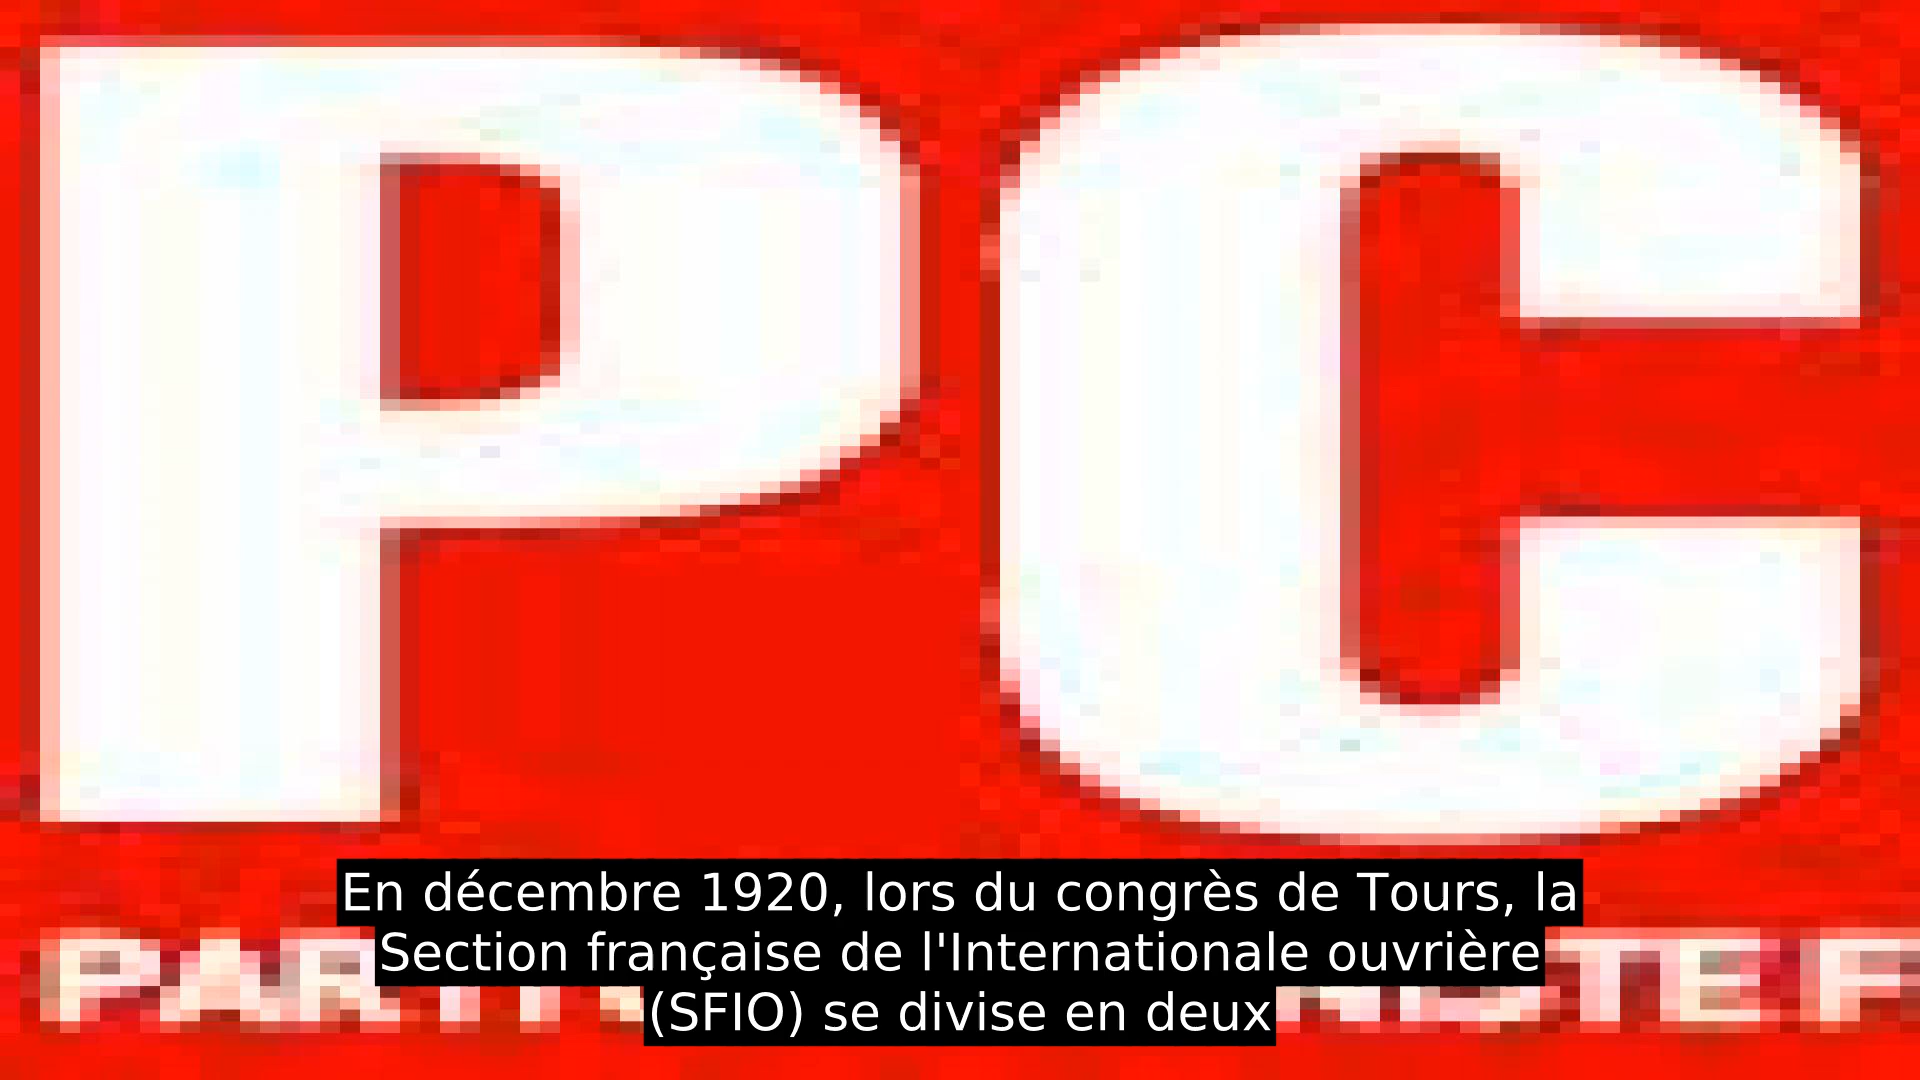 PC
En décembre 1920, lors du congrès de Tours, la
Section française de l'Internationale ouvrière
(SFIO) se divise en deux